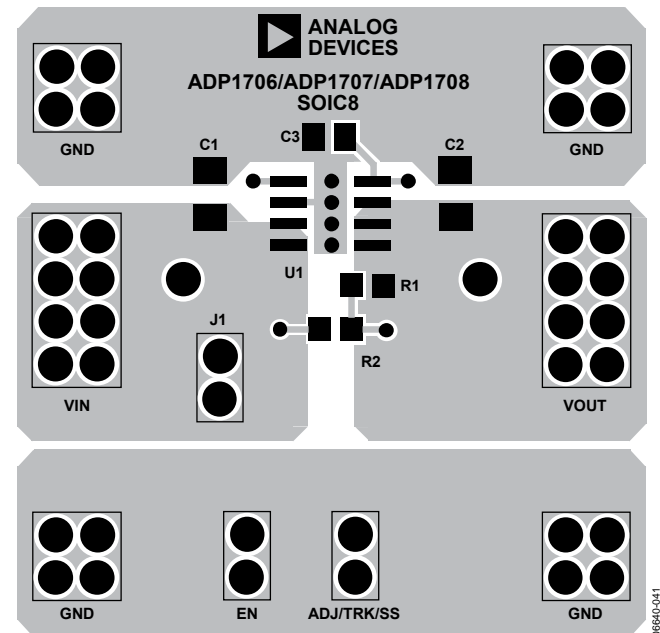 ANALOG
DEVICES
ADP1706/ADP1707/ADP1708
SOIC8
GND
C1
C3
C2
GND
U1
R1
J1
R2
VIN
VOUT
GND
EN
ADJ/TRK/SS
GND
06640-041